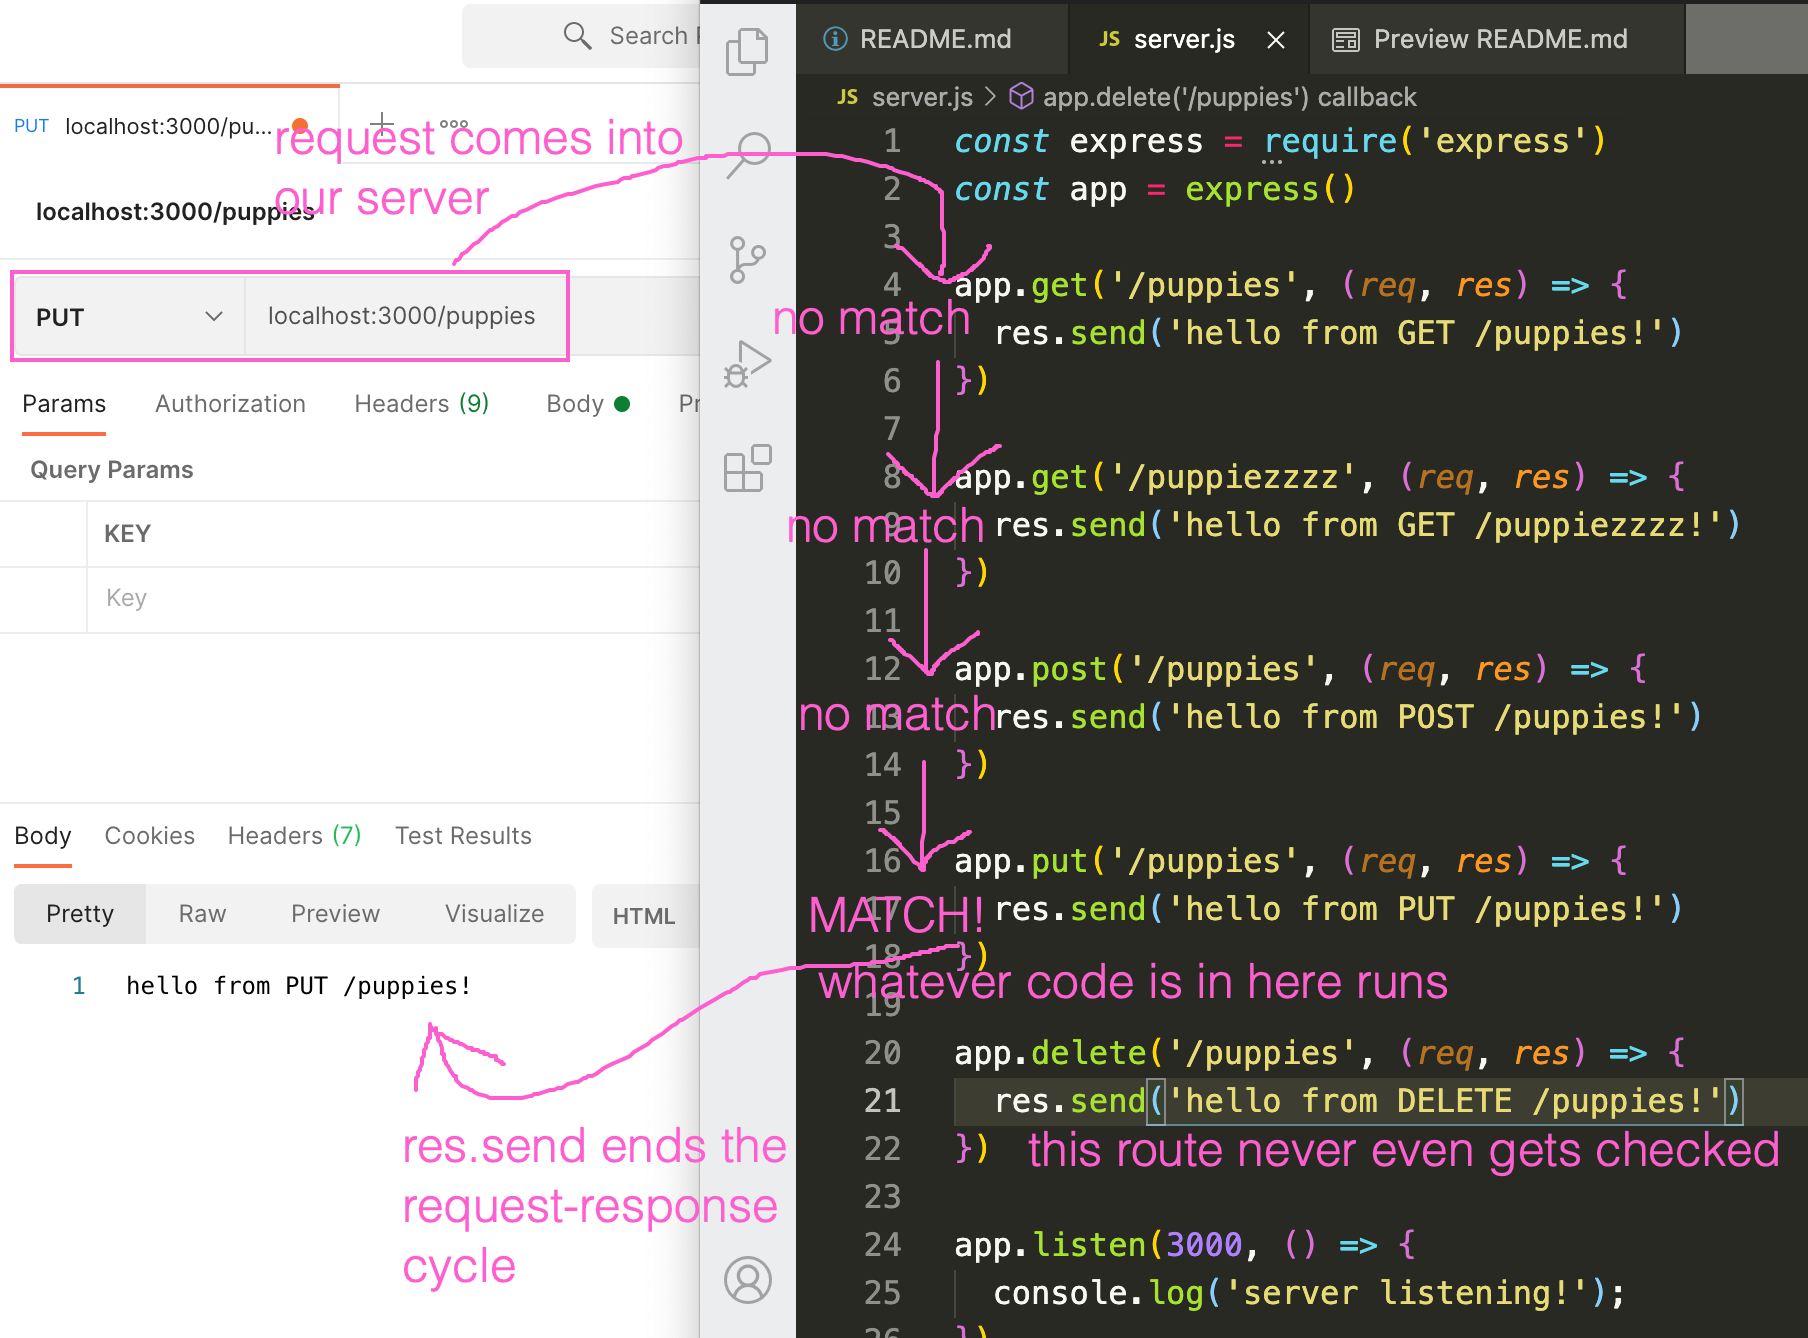 Search
PUT localhost:3000/pu...
request comes into
our server
localhost:3000/puppies
PUT
localhost:3000/puppies
Params Authorization Headers (9) Body Pr
Query Params
KEY
Key
Body Cookies Headers (7) Test Results
Pretty Raw Preview Visualize HTML
1 hello from PUT /puppies!
res.send ends the
request-response
cycle
README.md JS server.js Preview README.md
JS server.js > app.delete('/puppies') callback
1 const express = require('express')
2 const app = express()
3
4 app.get('/puppies', (req, res) => {
no match
5 res.send('hello from GET /puppies!')
6 })
7
8 app.get('/puppiezzzz', (req, res) => {
no match
9 res.send('hello from GET /puppiezzzz!')
10 })
11
12 app.post('/puppies', (req, res) => {
no match
13 res.send('hello from POST /puppies!')
14 })
15
16 app.put('/puppies', (req, res) => {
MATCH!
17 res.send('hello from PUT /puppies!')
18 })
whatever code is in here runs
19
20 app.delete('/puppies', (req, res) => {
21 res.send('hello from DELETE /puppies!')
22 })
this route never even gets checked
23
24 app.listen(3000, () => {
25 console.log('server listening!');
26 })